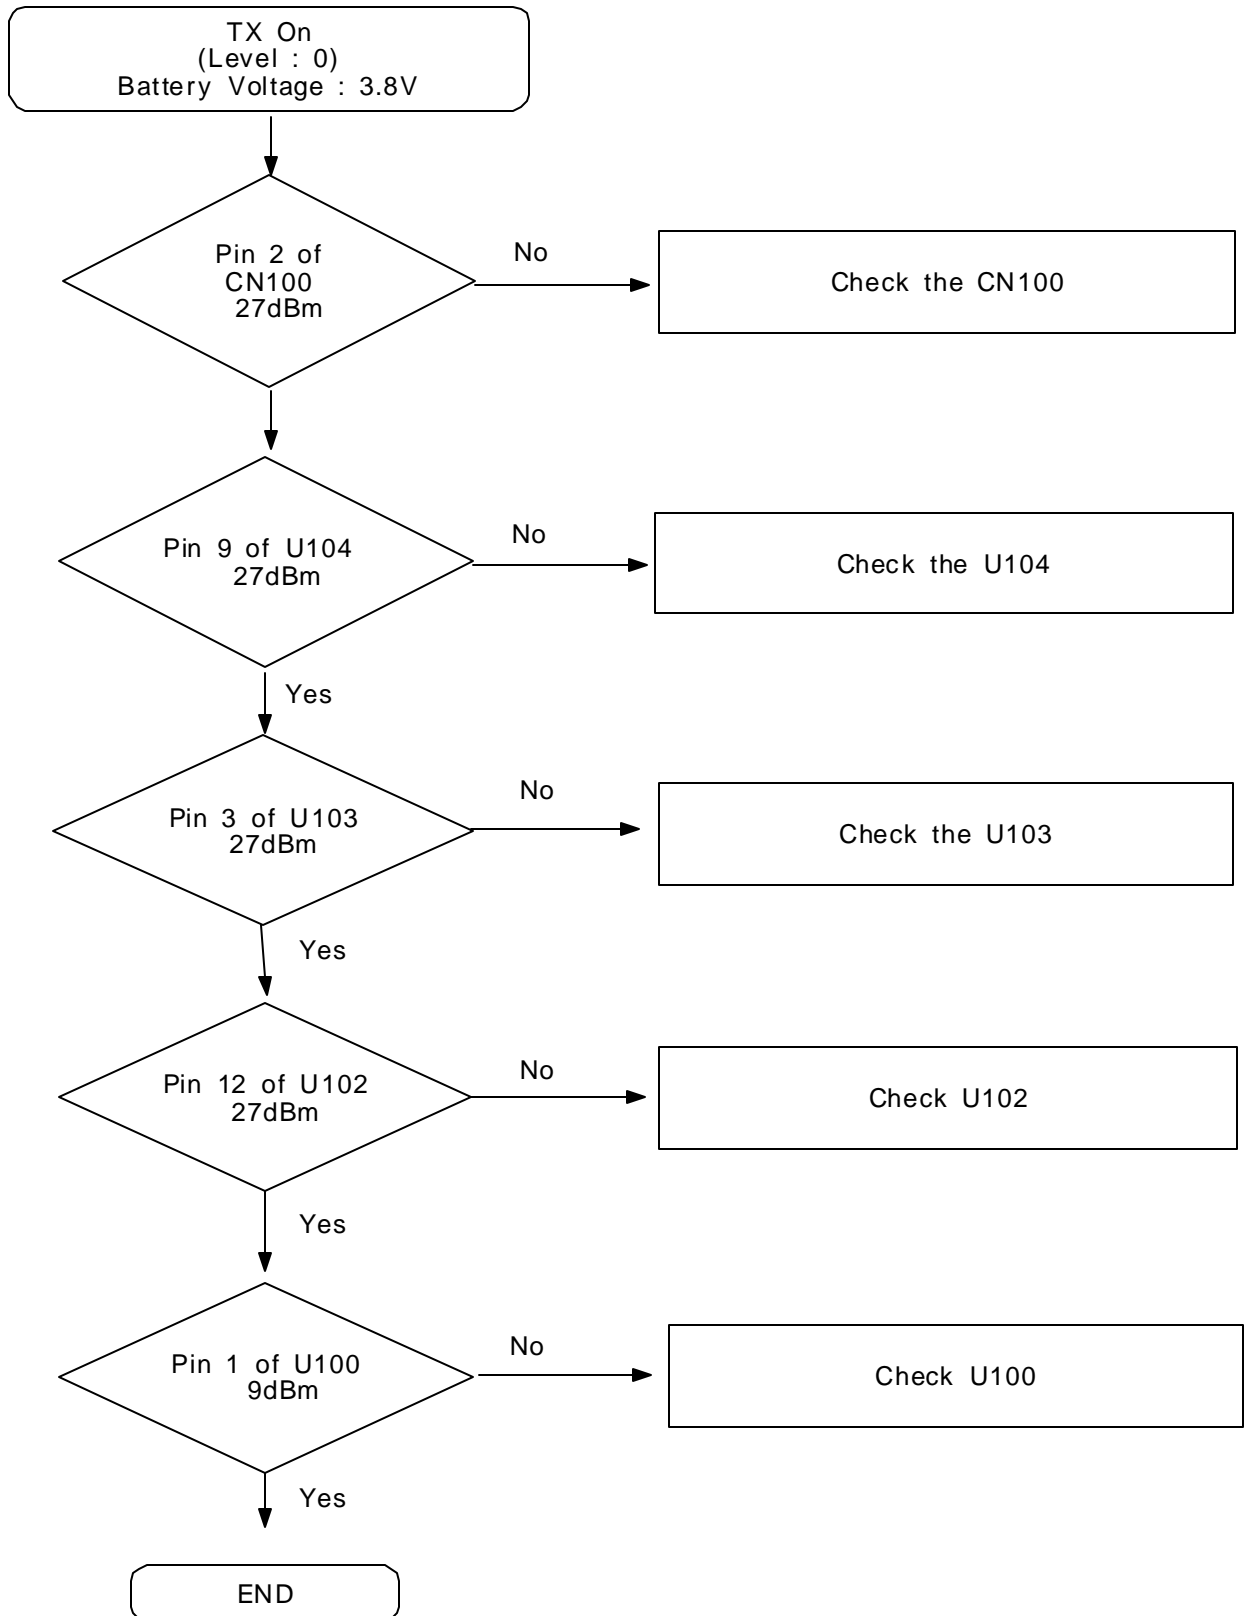 TX On
(Level : 0)
Battery Voltage : 3.8V
Pin 2 of
CN100
27dBm
No
Check the CN100
Pin 9 of U104
27dBm
No
Check the U104
Yes
Pin 3 of U103
27dBm
No
Check the U103
Yes
Pin 12 of U102
27dBm
No
Check U102
Yes
Pin 1 of U100
9dBm
No
Check U100
Yes
END